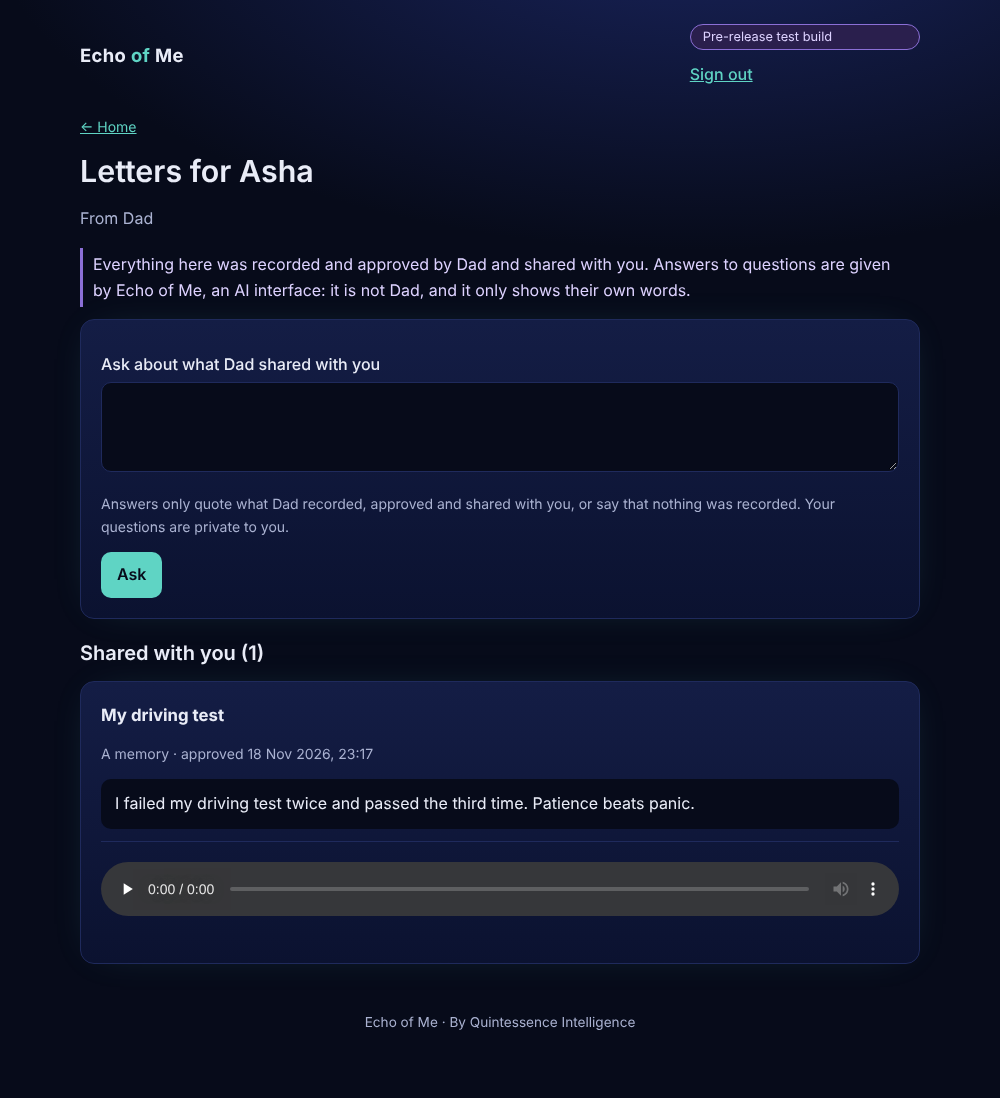 Echo of Me
Pre-release test build
Sign out
← Home
Letters for Asha
From Dad
Everything here was recorded and approved by Dad and shared with you. Answers to questions are given
by Echo of Me, an AI interface: it is not Dad, and it only shows their own words.
Ask about what Dad shared with you
Answers only quote what Dad recorded, approved and shared with you, or say that nothing was recorded. Your
questions are private to you.
Ask
Shared with you (1)
My driving test
A memory · approved 18 Nov 2026, 23:17
I failed my driving test twice and passed the third time. Patience beats panic.
0:00 / 0:00
Echo of Me · By Quintessence Intelligence